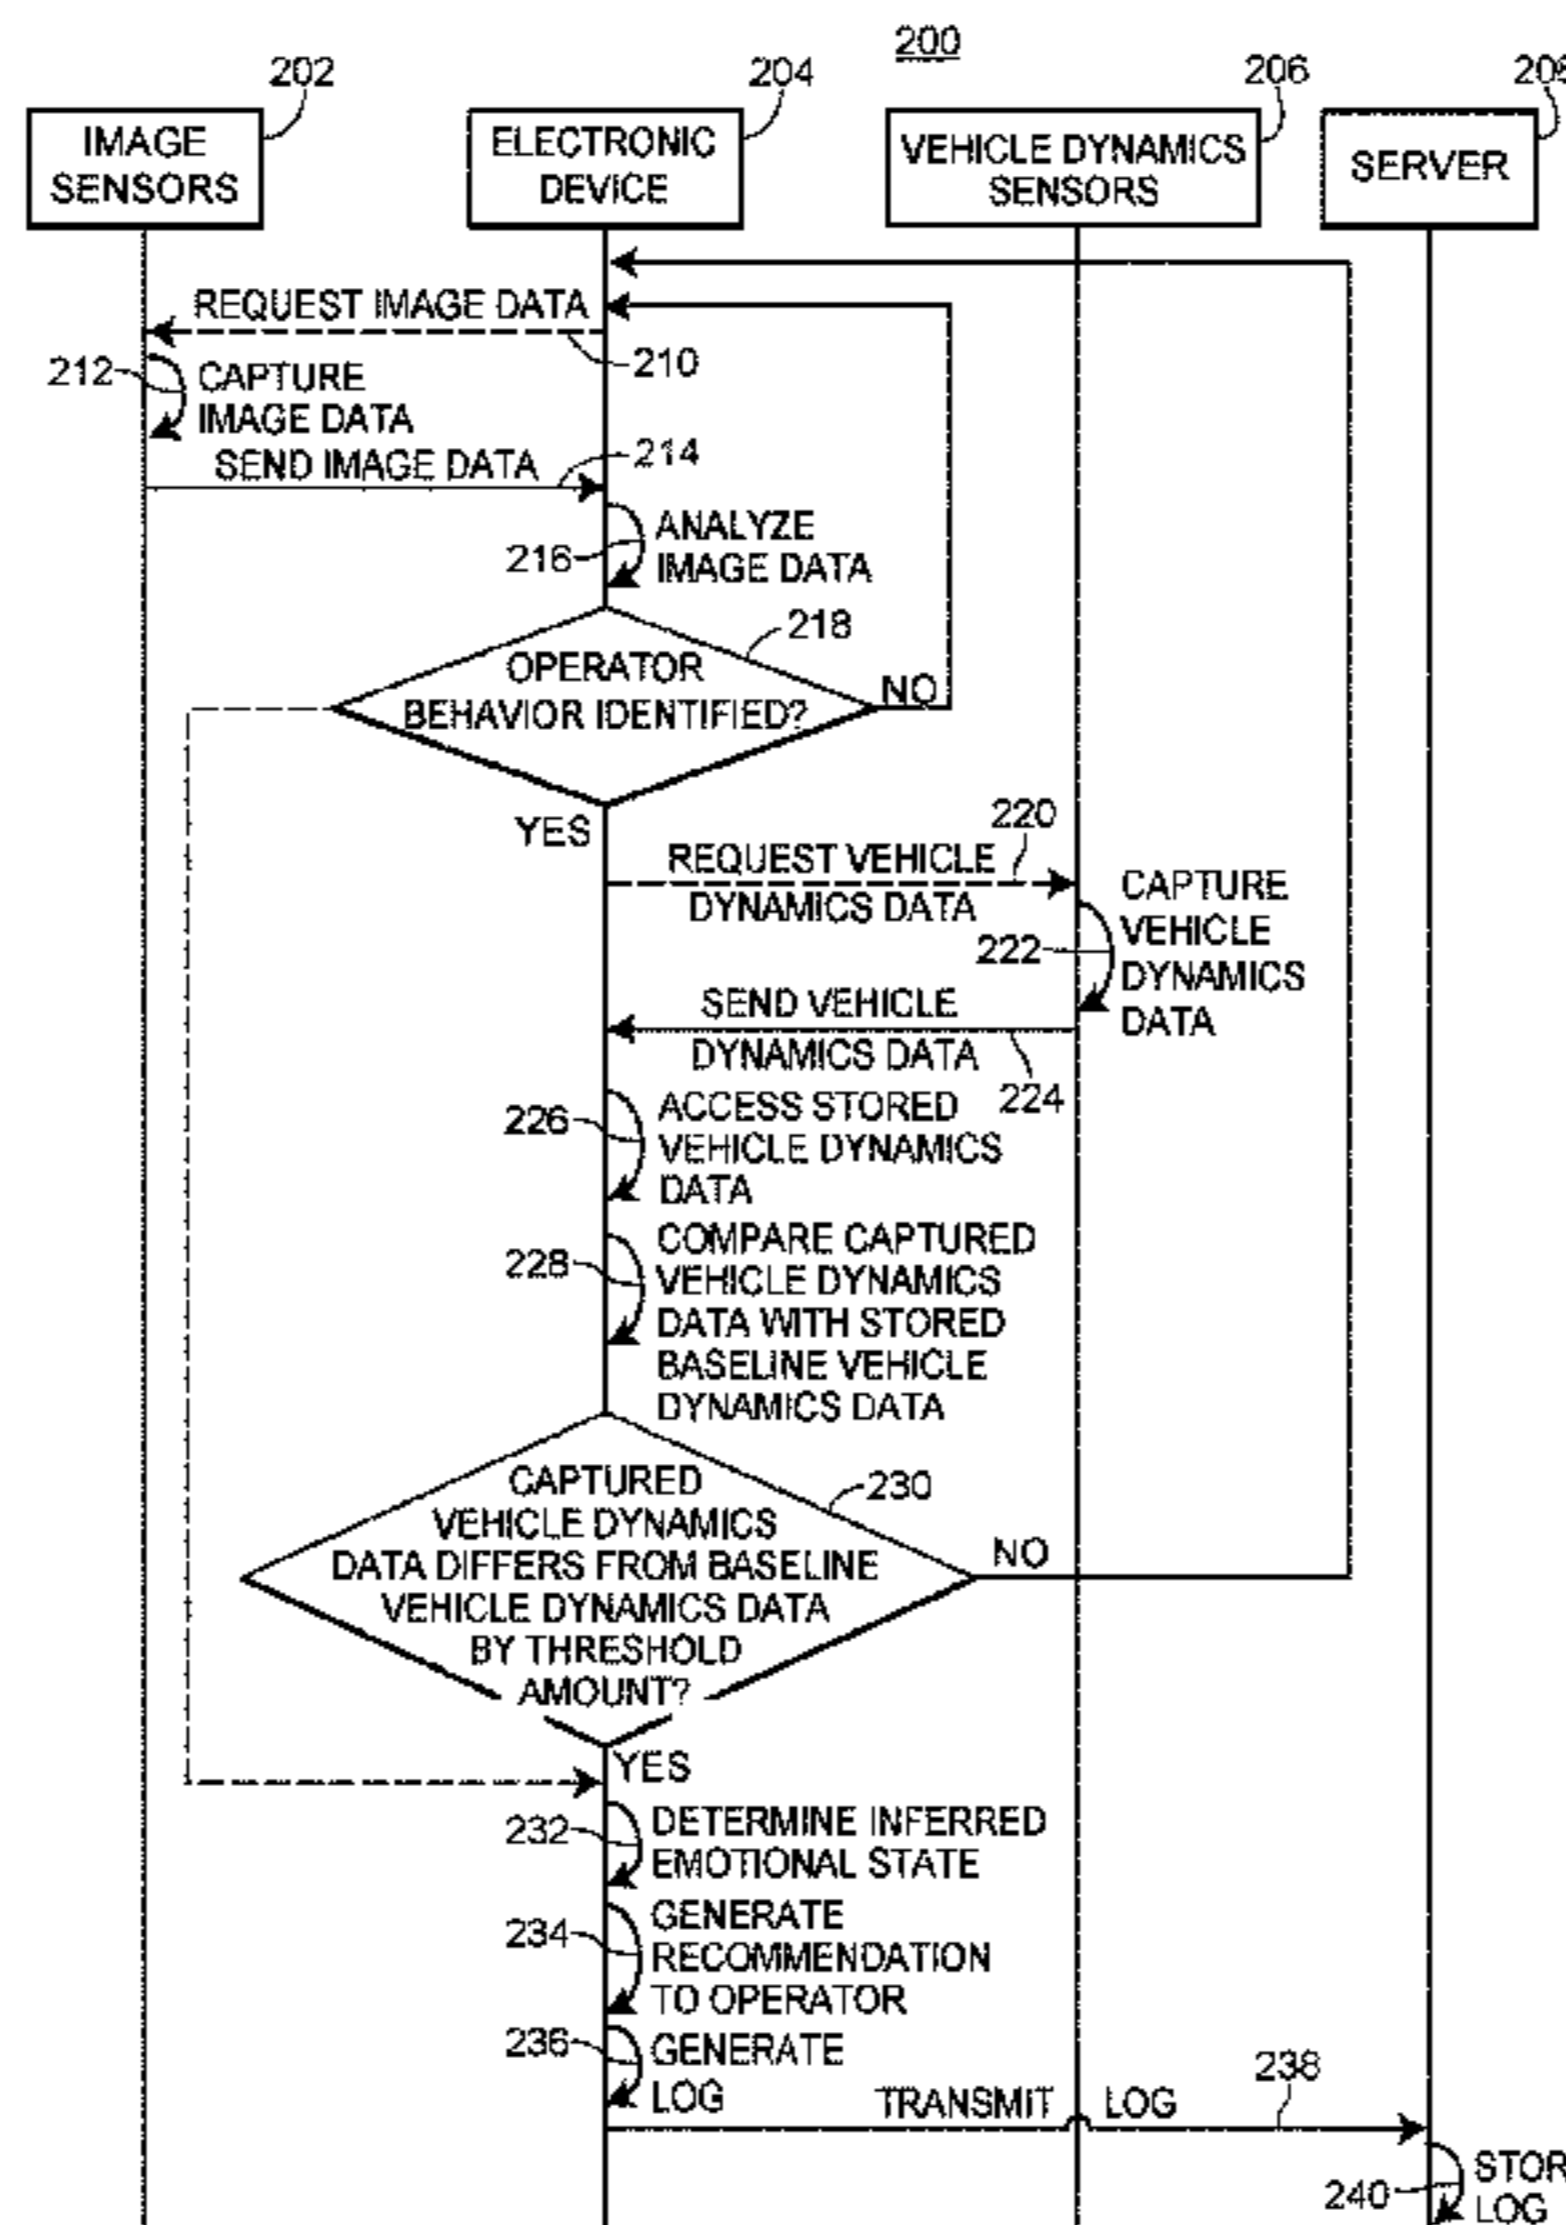 200
202
204
206
IMAGE
SENSORS
ELECTRONIC
DEVICE
VEHICLE DYNAMICS
SENSORS
SERVER
REQUEST IMAGE DATA
210
212
CAPTURE
IMAGE DATA
SEND IMAGE DATA
214
216
ANALYZE
IMAGE DATA
218
OPERATOR
BEHAVIOR IDENTIFIED?
NO
YES
220
REQUEST VEHICLE
DYNAMICS DATA
222
CAPTURE
VEHICLE
DYNAMICS
DATA
SEND VEHICLE
DYNAMICS DATA
224
226
ACCESS STORED
VEHICLE DYNAMICS
DATA
228
COMPARE CAPTURED
VEHICLE DYNAMICS
DATA WITH STORED
BASELINE VEHICLE
DYNAMICS DATA
230
CAPTURED
VEHICLE DYNAMICS
DATA DIFFERS FROM BASELINE
VEHICLE DYNAMICS DATA
BY THRESHOLD
AMOUNT?
NO
YES
232
DETERMINE INFERRED
EMOTIONAL STATE
234
GENERATE
RECOMMENDATION
TO OPERATOR
236
GENERATE
LOG
TRANSMIT LOG
238
240
STOR
LOG